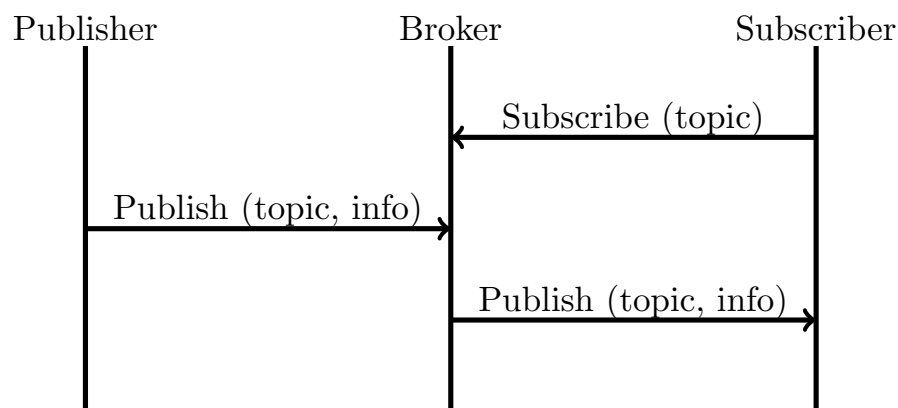 Publisher
Broker
Subscriber
Subscribe (topic)
Publish (topic, info)
Publish (topic, info)